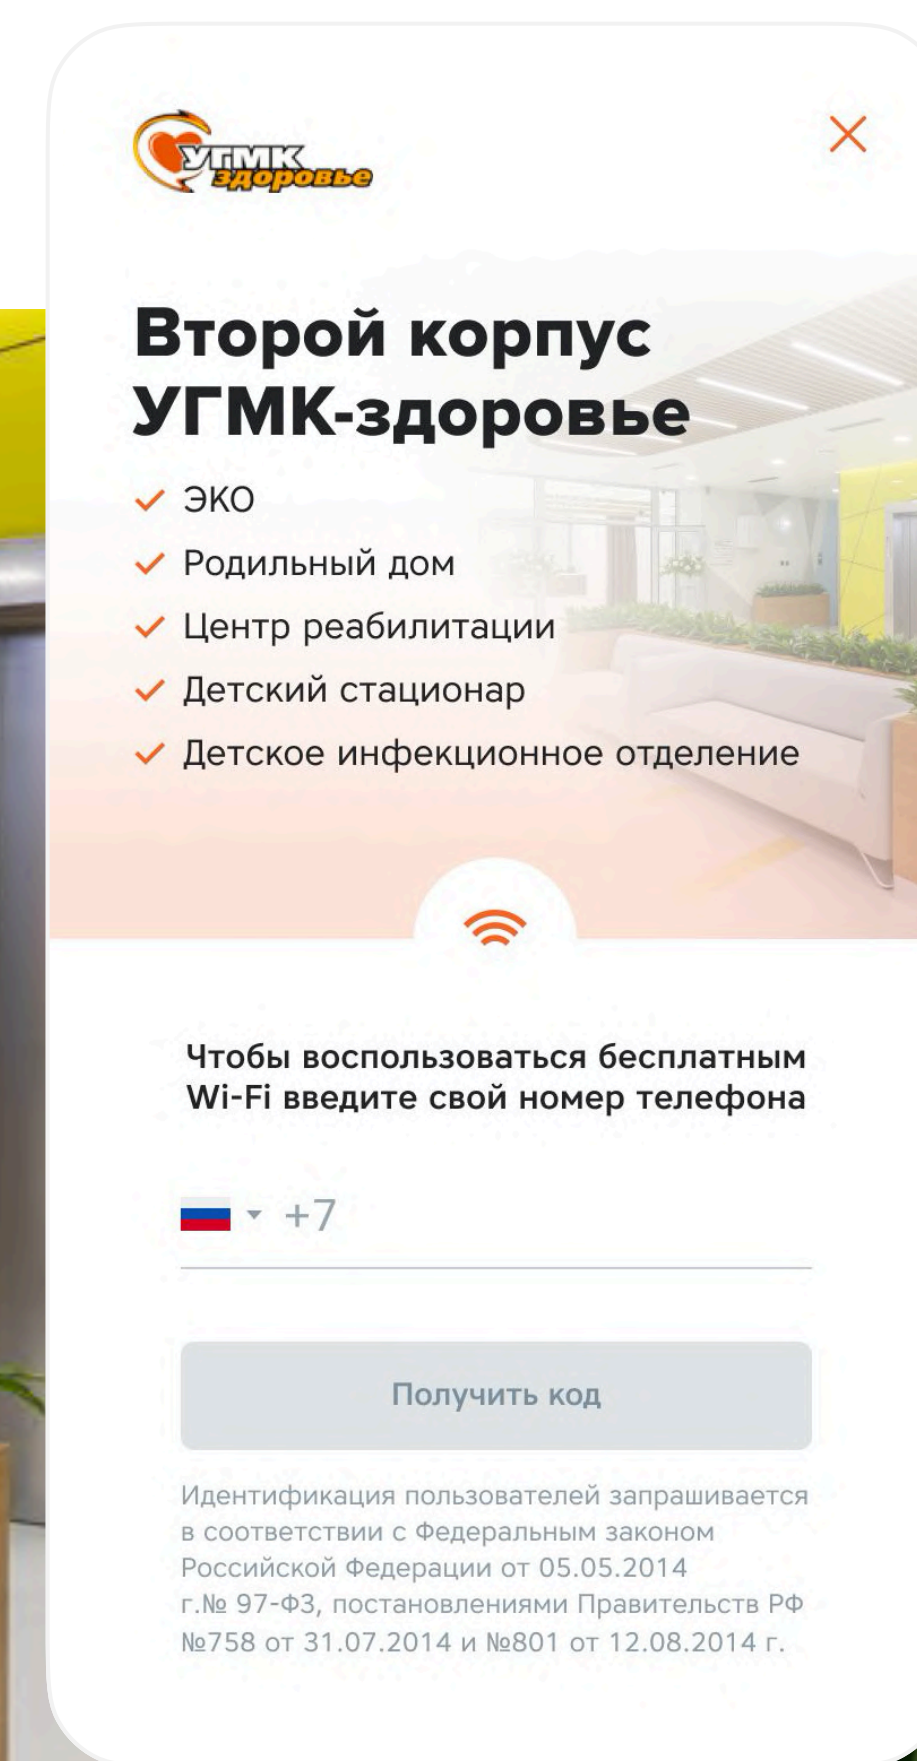 УГМК
здоровье
Второй корпус
УГМК-здоровье
ЭКО
Родильный дом
Центр реабилитации
Детский стационар
Детское инфекционное отделение
Чтобы воспользоваться бесплатным
Wi-Fi введите свой номер телефона
+7
Получить код
Идентификация пользователей запрашивается
в соответствии с Федеральным законом
Российской Федерации от 05.05.2014
г.№ 97-ФЗ, постановлениями Правительств РФ
№758 от 31.07.2014 и №801 от 12.08.2014 г.